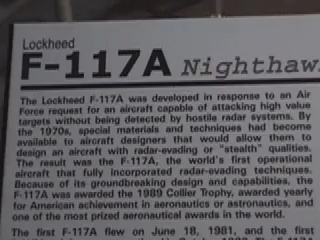 Lockheed
F-117A Nighthaw
The Lockheed F-117A was developed in response to an Air
Force request for an aircraft capable of attacking high value
targets without being detected by hostile radar systems. By
the 1970s, special materials and techniques had become
available to aircraft designers that would allow them to
design an aircraft with radar-evading or "stealth" qualities.
The result was the F-117A, the world's first operational
aircraft that fully incorporated radar-evading techniques.
Because of its groundbreaking design and capabilities, the
F-117A was awarded the 1989 Collier Trophy, awarded yearly
for American achievement in aeronautics or astronautics, and
one of the most prized aeronautical awards in the world.
The first F-117A flew on June 18, 1981, and the first